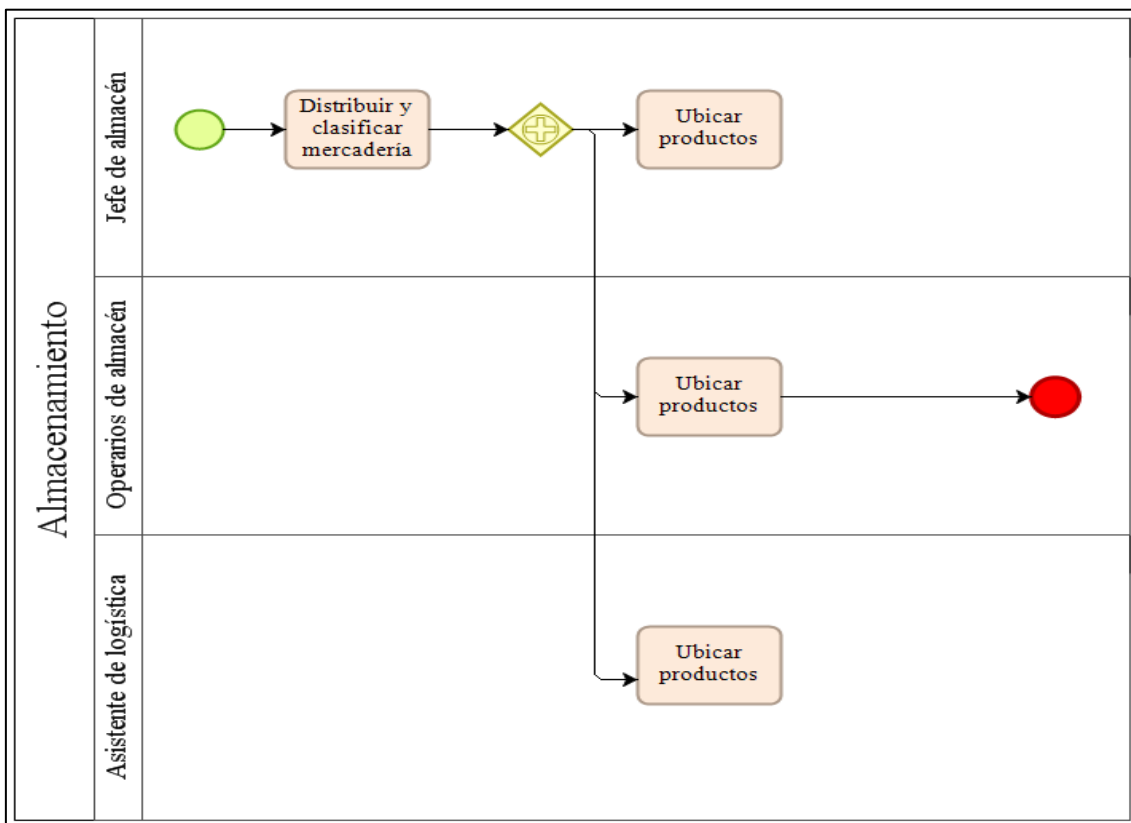 Almacenamiento
Jefe de almacén
Distribuir y
clasificar
mercadería
Ubicar
productos
Operarios de almacén
Ubicar
productos
Asistente de logística
Ubicar
productos